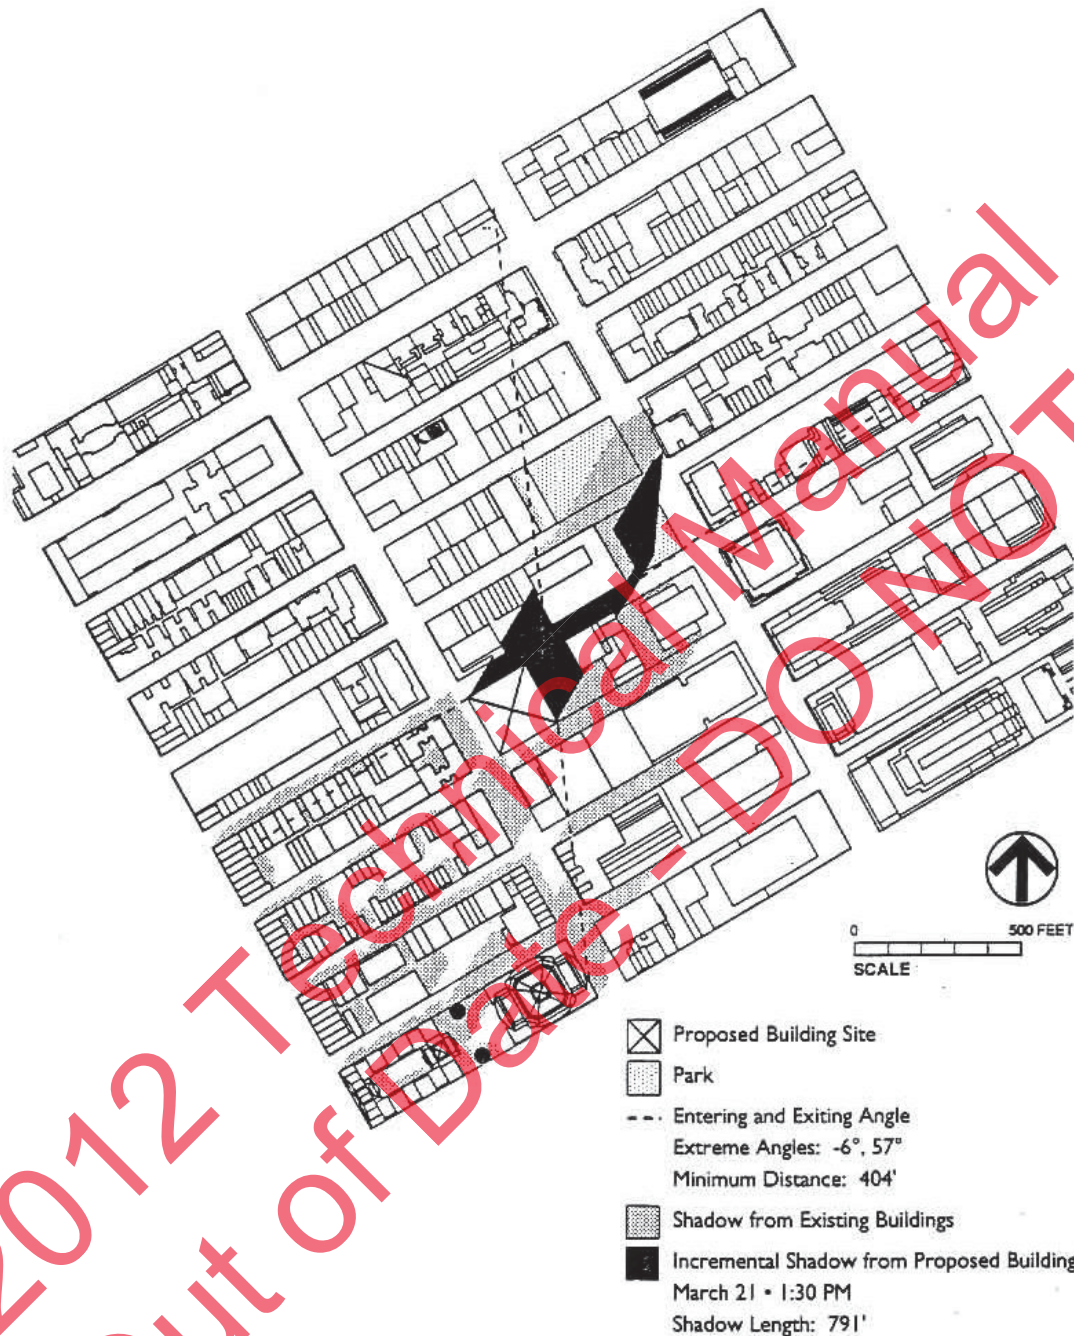 0 500 FEET
SCALE
Proposed Building Site
Park
Entering and Exiting Angle
Extreme Angles: -6°, 57°
Minimum Distance: 404'
Shadow from Existing Buildings
Incremental Shadow from Proposed Building
March 21 • 1:30 PM
Shadow Length: 791'
2012 Technical Manual
Out of Date - DO NOT